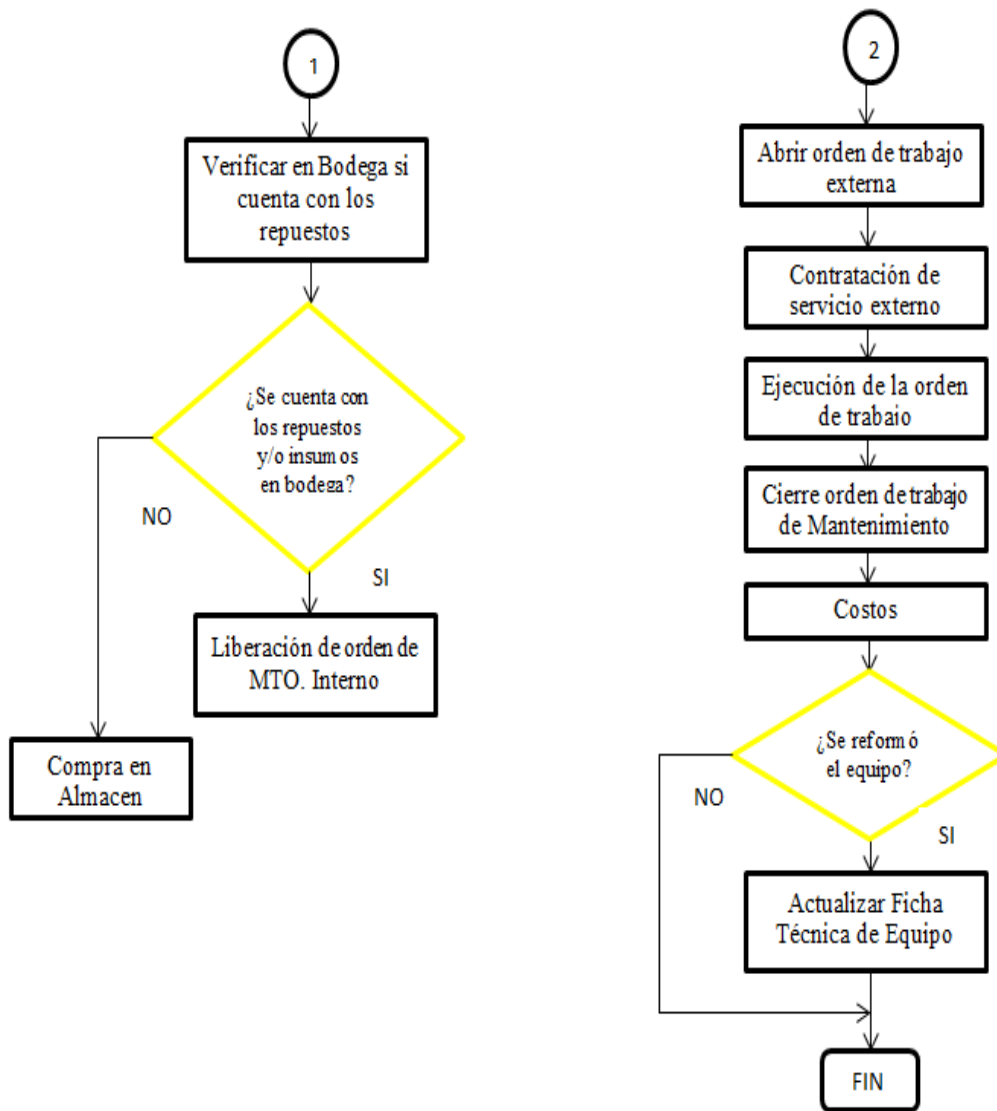 1
Verificar en Bodega si
cuenta con los
repuestos
¿Se cuenta con
los repuestos
y/o insumos
en bodega?
NO
SI
Liberación de orden de
MTO. Interno
Compra en
Almacen
2
Abrir orden de trabajo
externa
Contratación de
servicio externo
Ejecución de la orden
de trabajo
Cierre orden de trabajo
de Mantenimiento
Costos
¿Se reformó
el equipo?
NO
SI
Actualizar Ficha
Técnica de Equipo
FIN